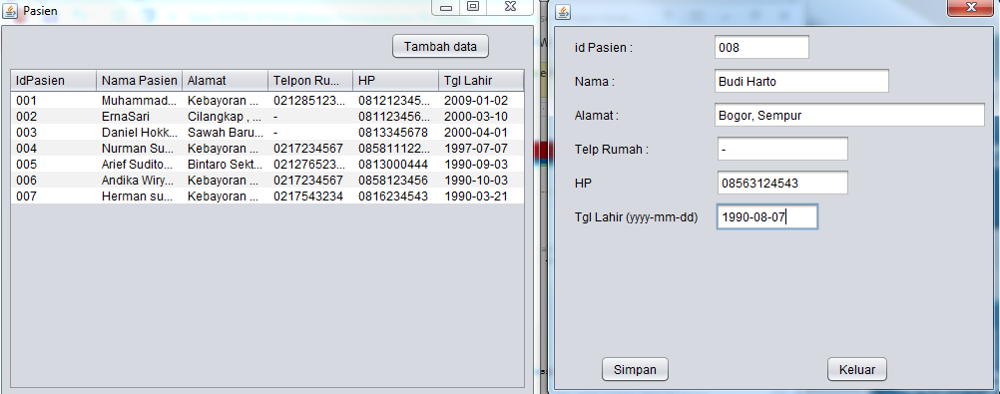 Pasien
Tambah data
IdPasien Nama Pasien Alamat Telpon Ru... HP Tgl Lahir
001 Muhammad... Kebayoran ...021285123... 081212345... 2009-01-02
002 ErnaSari Cilangkap , ... - 081123456... 2000-03-10
003 Daniel Hokk... Sawah Baru... - 0813345678 2000-04-01
004 Nurman Su... Kebayoran ... 0217234567 085811122... 1997-07-07
005 Arief Sudito... Bintaro Sekt... 021276523... 0813000444 1990-09-03
006 Andika Wiry... Kebayoran ... 0217234567 0858123456 1990-10-03
007 Herman su... Kebayoran ... 0217543234 0816234543 1990-03-21
id Pasien : 008
Nama : Budi Harto
Alamat : Bogor, Sempur
Telp Rumah : -
HP 08563124543
Tgl Lahir (yyyy-mm-dd) 1990-08-07
Simpan Keluar